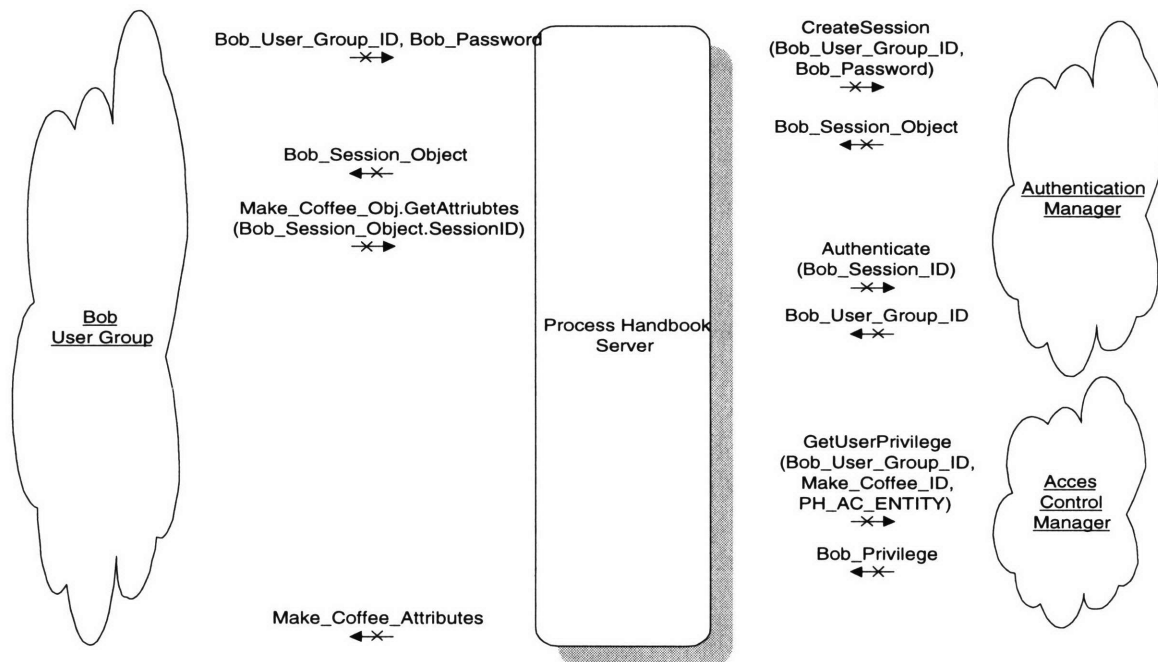 Bob_User_Group_ID, Bob_Password
CreateSession
(Bob_User_Group_ID,
Bob_Password)
Bob_Session_Object
Bob_Session_Object
Make_Coffee_Obj.GetAttriubtes
(Bob_Session_Object.SessionID)
Authentication
Manager
Authenticate
(Bob_Session_ID)
Bob_User_Group_ID
Bob
User Group
Process Handbook
Server
GetUserPrivilege
(Bob_User_Group_ID,
Make_Coffee_ID,
PH_AC_ENTITY)
Acces
Control
Manager
Bob_Privilege
Make_Coffee_Attributes